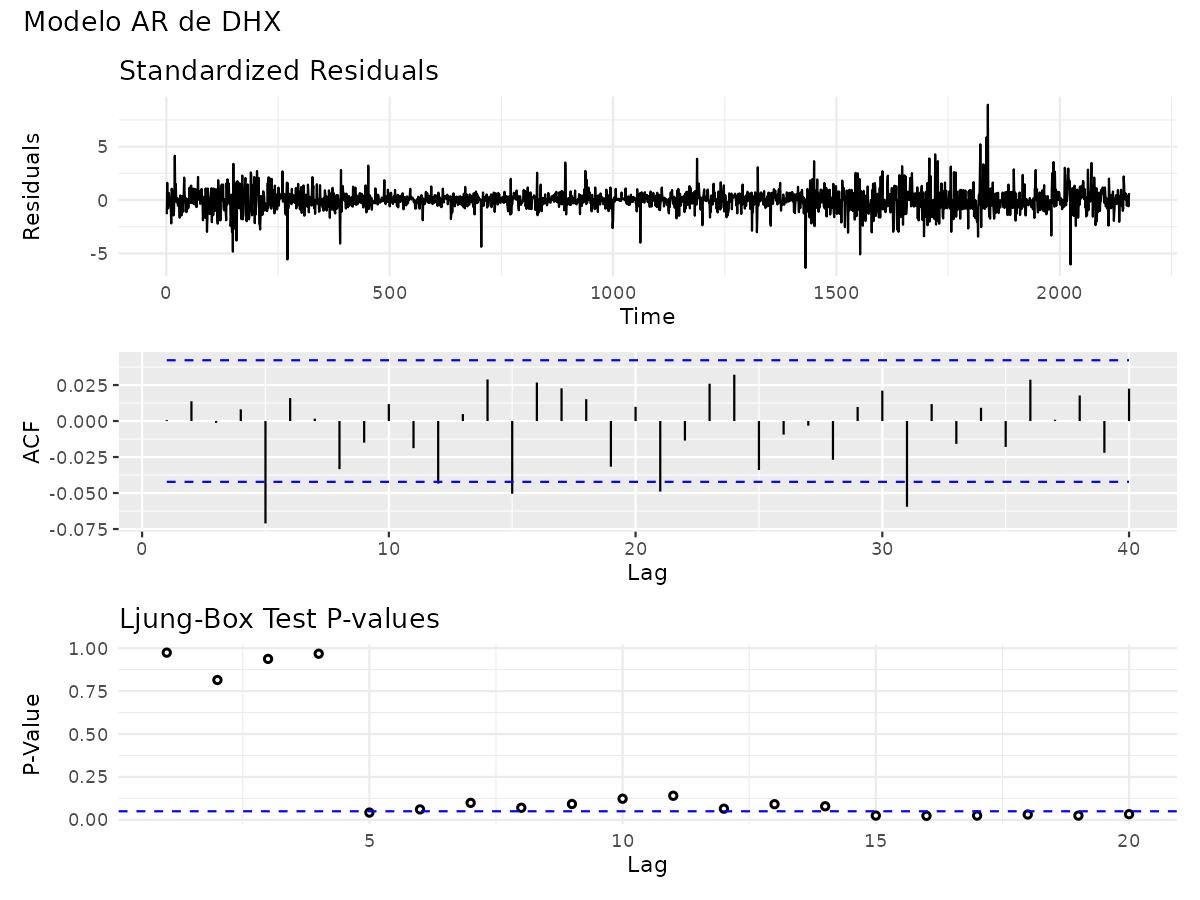 Modelo AR de DHX
Standardized Residuals
Residuals
5
0
-5
0 500 1000 1500 2000
Time
ACF
0.025
0.000
-0.025
-0.050
-0.075
0 10 20 30 40
Lag
Ljung-Box Test P-values
P-Value
1.00
0.75
0.50
0.25
0.00
5 10 15 20
Lag